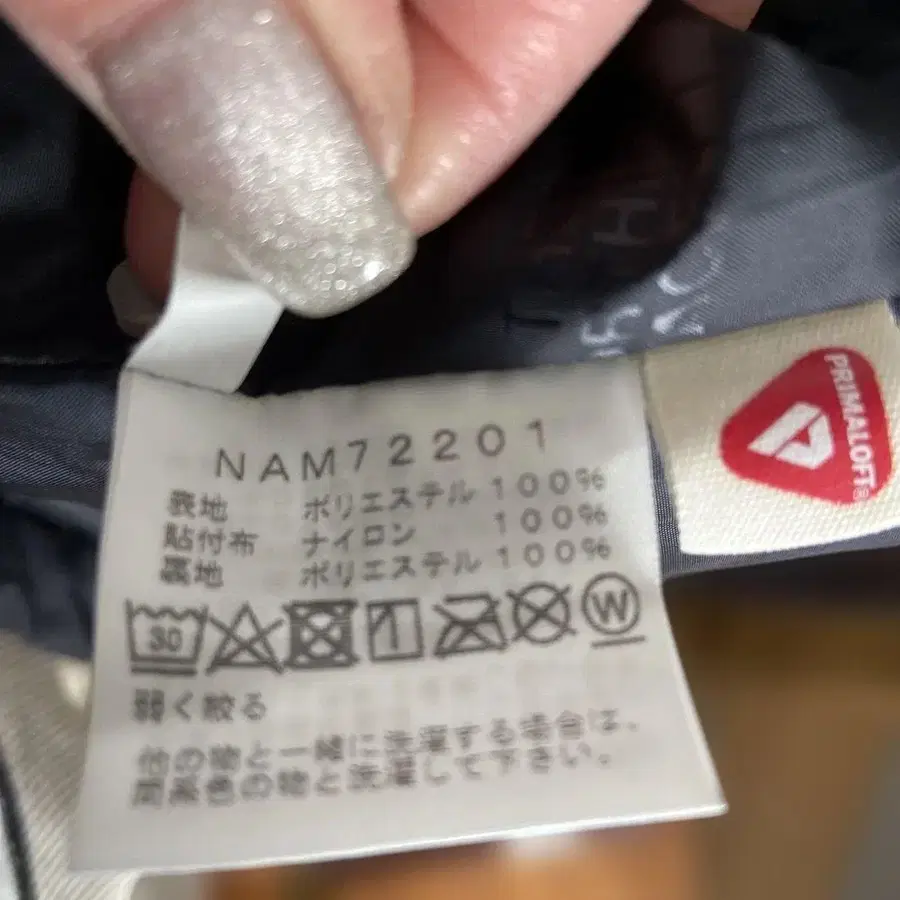 NAM72201
表地 ポリエステル 100%
貼付布 ナイロン 100%
裏地 ポリエステル 100%
30
W
弱く絞る
他の物と一緒に洗濯する場合は、
同系色の物と洗濯して下さい。
PRIMALOFT®